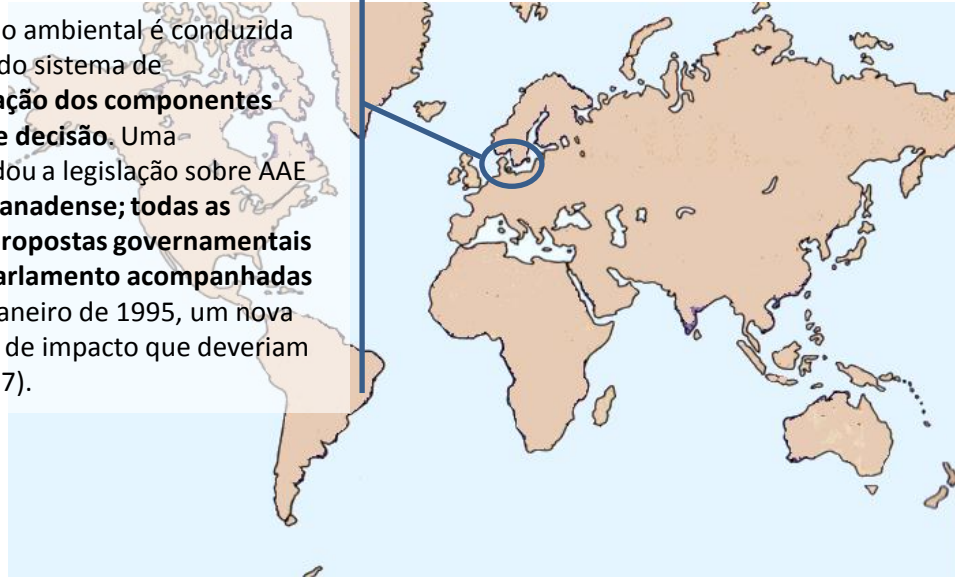 o ambiental é conduzida
do sistema de
ação dos componentes
e decisão. Uma
dou a legislação sobre AAE
anadense; todas as
ropostas governamentais
arlamento acompanhadas
aneiro de 1995, um nova
de impacto que deveriam
7).